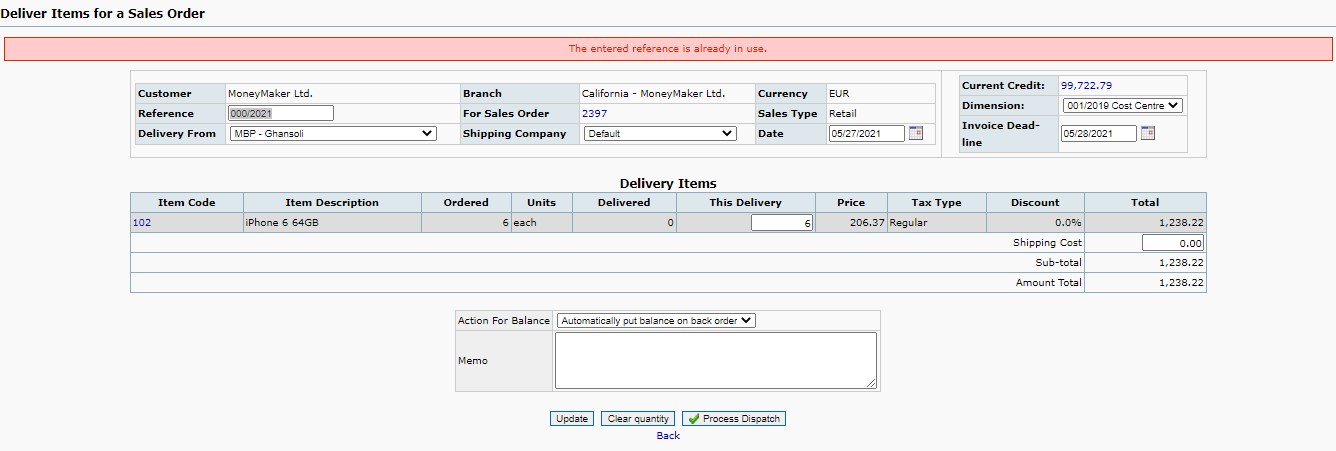 Deliver Items for a Sales Order
The entered reference is already in use.
Customer MoneyMaker Ltd. Branch California - MoneyMaker Ltd. Currency EUR
Reference 000/2021 For Sales Order 2397 Sales Type Retail
Delivery From MBP - Ghansoli Shipping Company Default Date 05/27/2021
Current Credit: 99,722.79
Dimension: 001/2019 Cost Centre
Invoice Dead-
line 05/28/2021
Delivery Items
Item Code Item Description Ordered Units Delivered This Delivery Price Tax Type Discount Total
102 iPhone 6 64GB 6 each 0 6 206.37 Regular 0.0% 1,238.22
Shipping Cost 0.00
Sub-total 1,238.22
Amount Total 1,238.22
Action For Balance Automatically put balance on back order
Memo
Update Clear quantity Process Dispatch
Back